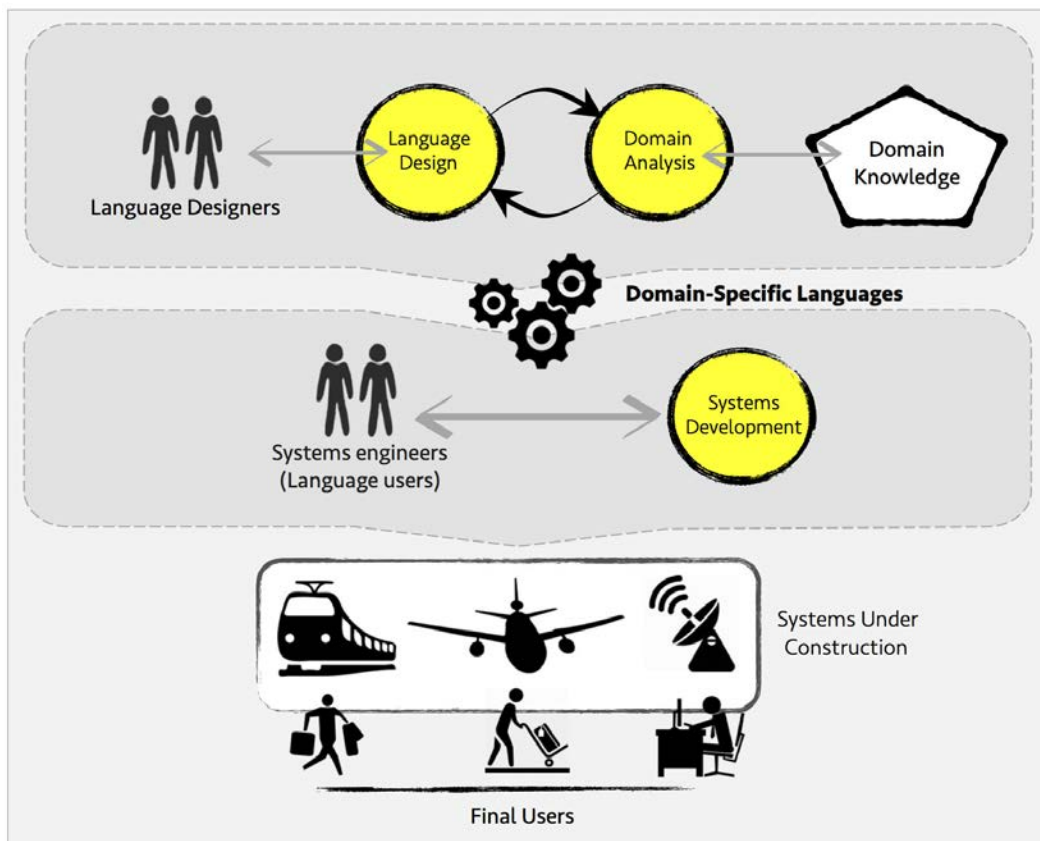 Language
Design
Domain
Analysis
Domain
Knowledge
Language Designers
Domain-Specific Languages
Systems
Development
Systems engineers
(Language users)
Systems Under
Construction
Final Users